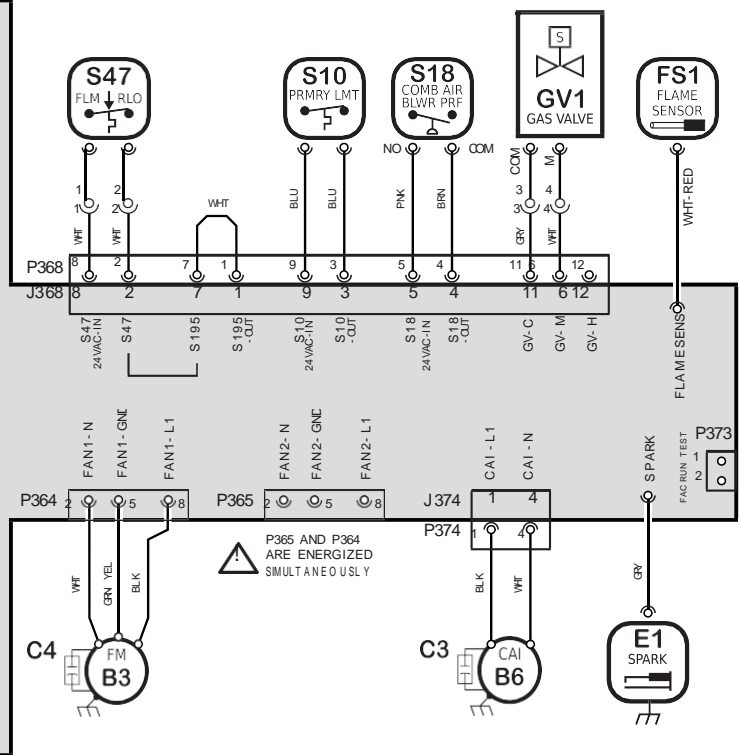 S47
FLM RLO
S10
PRMRY LMT
S18
COMB AIR
BLWR PRF
S
GV1
GAS VALVE
FS1
FLAME
SENSOR
NO
COM
COM
M
1
2
3
4
1
2
3
4
WHT
WHT
WHT
BLU
BLU
PNK
BRN
GRY
WHT
WHT-RED
P368
8
2
7
1
9
3
5
4
11
6
12
J368
8
2
7
1
9
3
5
4
11
6
12
S47
24VAC-IN
S47
S195
S195
-OUT
S10
24VAC-IN
S10
-OUT
S18
24VAC-IN
S18
-OUT
GV-C
GV-M
GV-H
FLAMESENS
FAN1-N
FAN1-GND
FAN1-L1
FAN2-N
FAN2-GND
FAN2-L1
CAI-L1
CAI-N
SPARK
FAC RUN TEST
P373
1
2
P364
2
5
8
P365
2
5
8
J374
1
4
P374
1
4
P365 AND P364
ARE ENERGIZED
SIMULTANEOUSLY
!
WHT
GRN YEL
BLK
BLK
WHT
GRY
C4
FM
B3
C3
CAI
B6
E1
SPARK